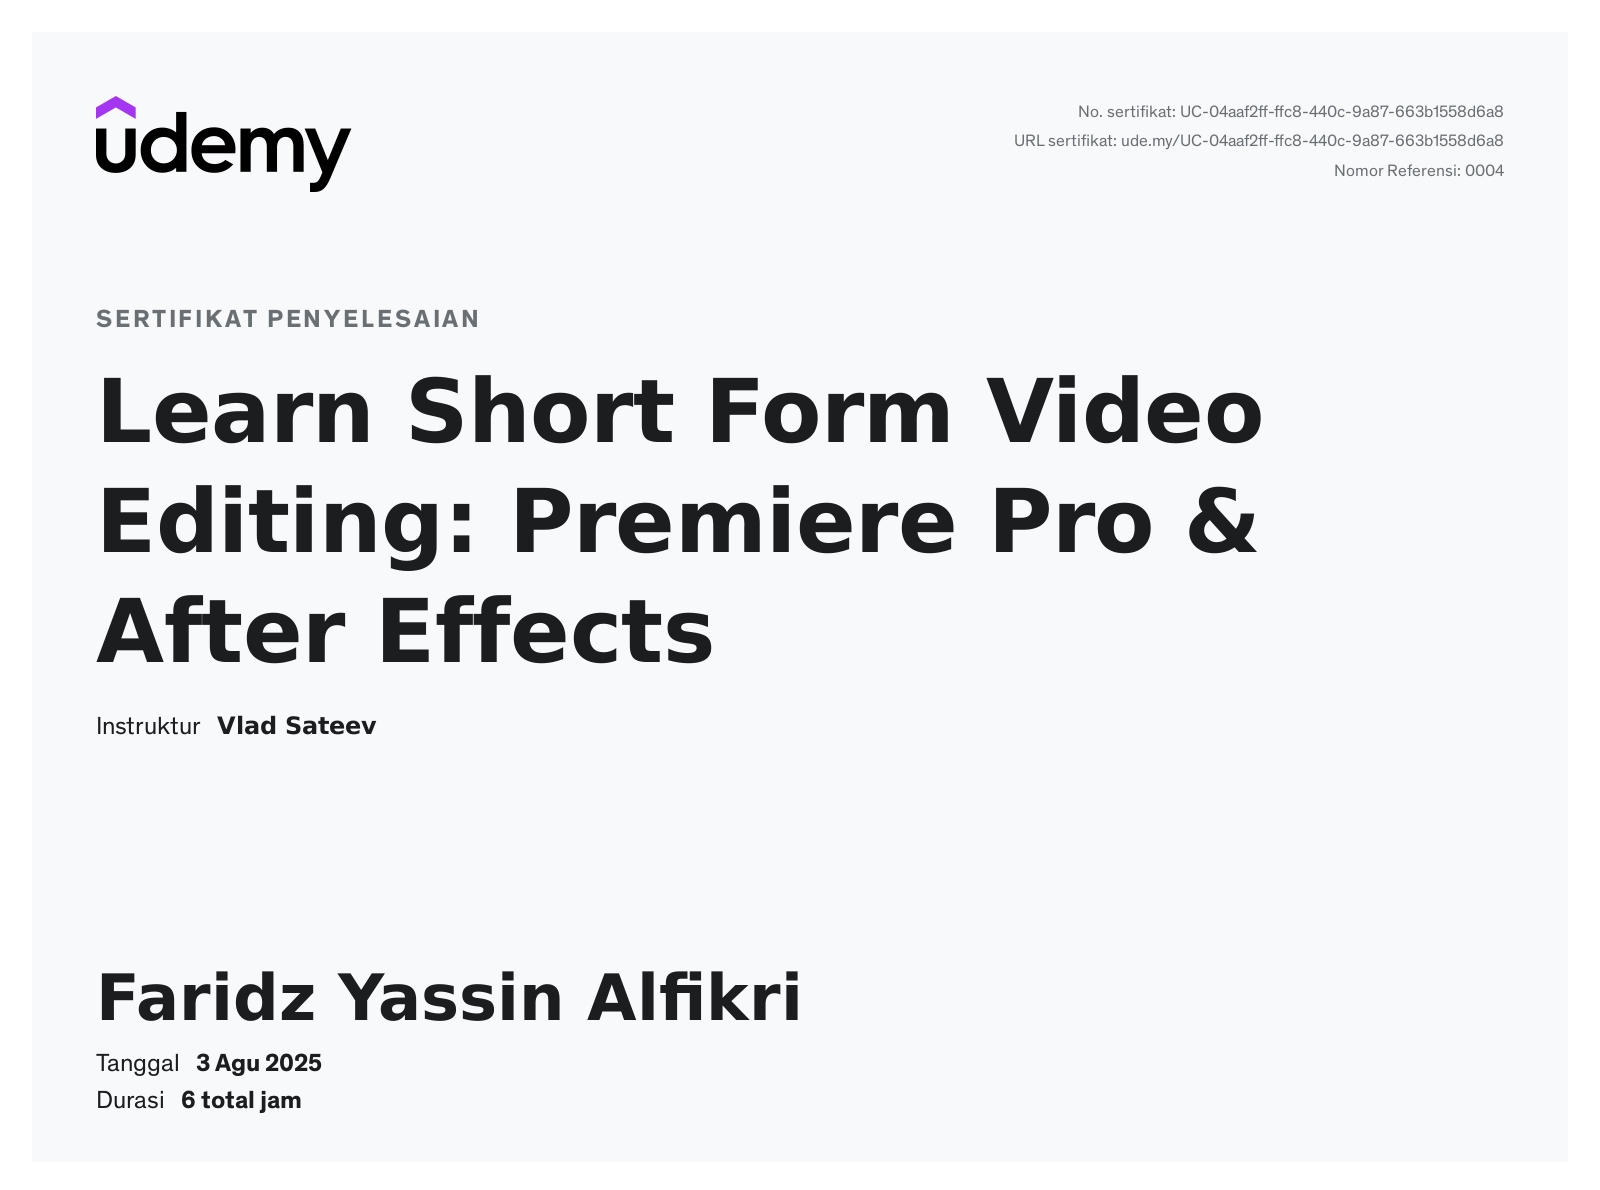 udemy
No. sertifikat: UC-04aaf2ff-ffc8-440c-9a87-663b1558d6a8
URL sertifikat: ude.my/UC-04aaf2ff-ffc8-440c-9a87-663b1558d6a8
Nomor Referensi: 0004
SERTIFIKAT PENYELESAIAN
Learn Short Form Video
Editing: Premiere Pro &
After Effects
Instruktur Vlad Sateev
Faridz Yassin Alfikri
Tanggal 3 Agu 2025
Durasi 6 total jam